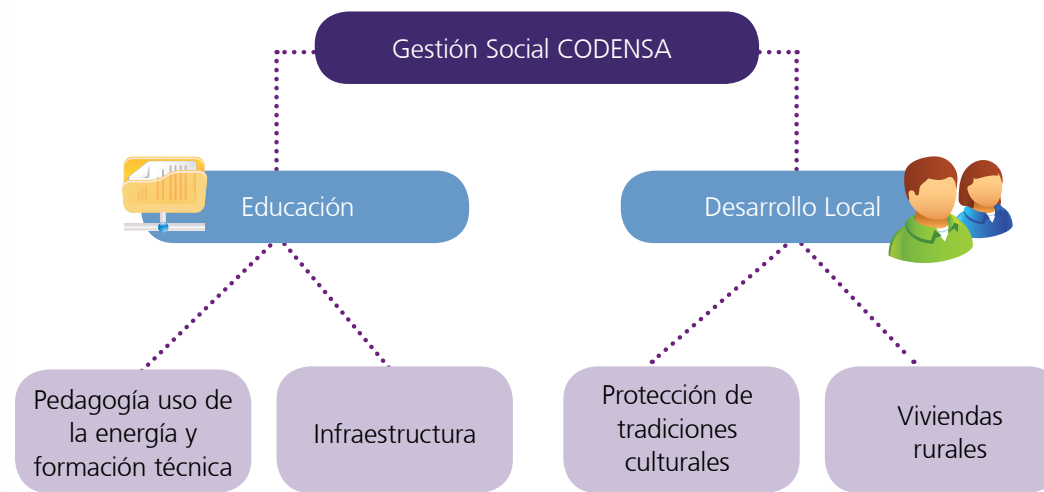 Gestión Social CODENSA
Educación
Desarrollo Local
Pedagogía uso de
la energía y
formación técnica
Infraestructura
Protección de
tradiciones
culturales
Viviendas
rurales